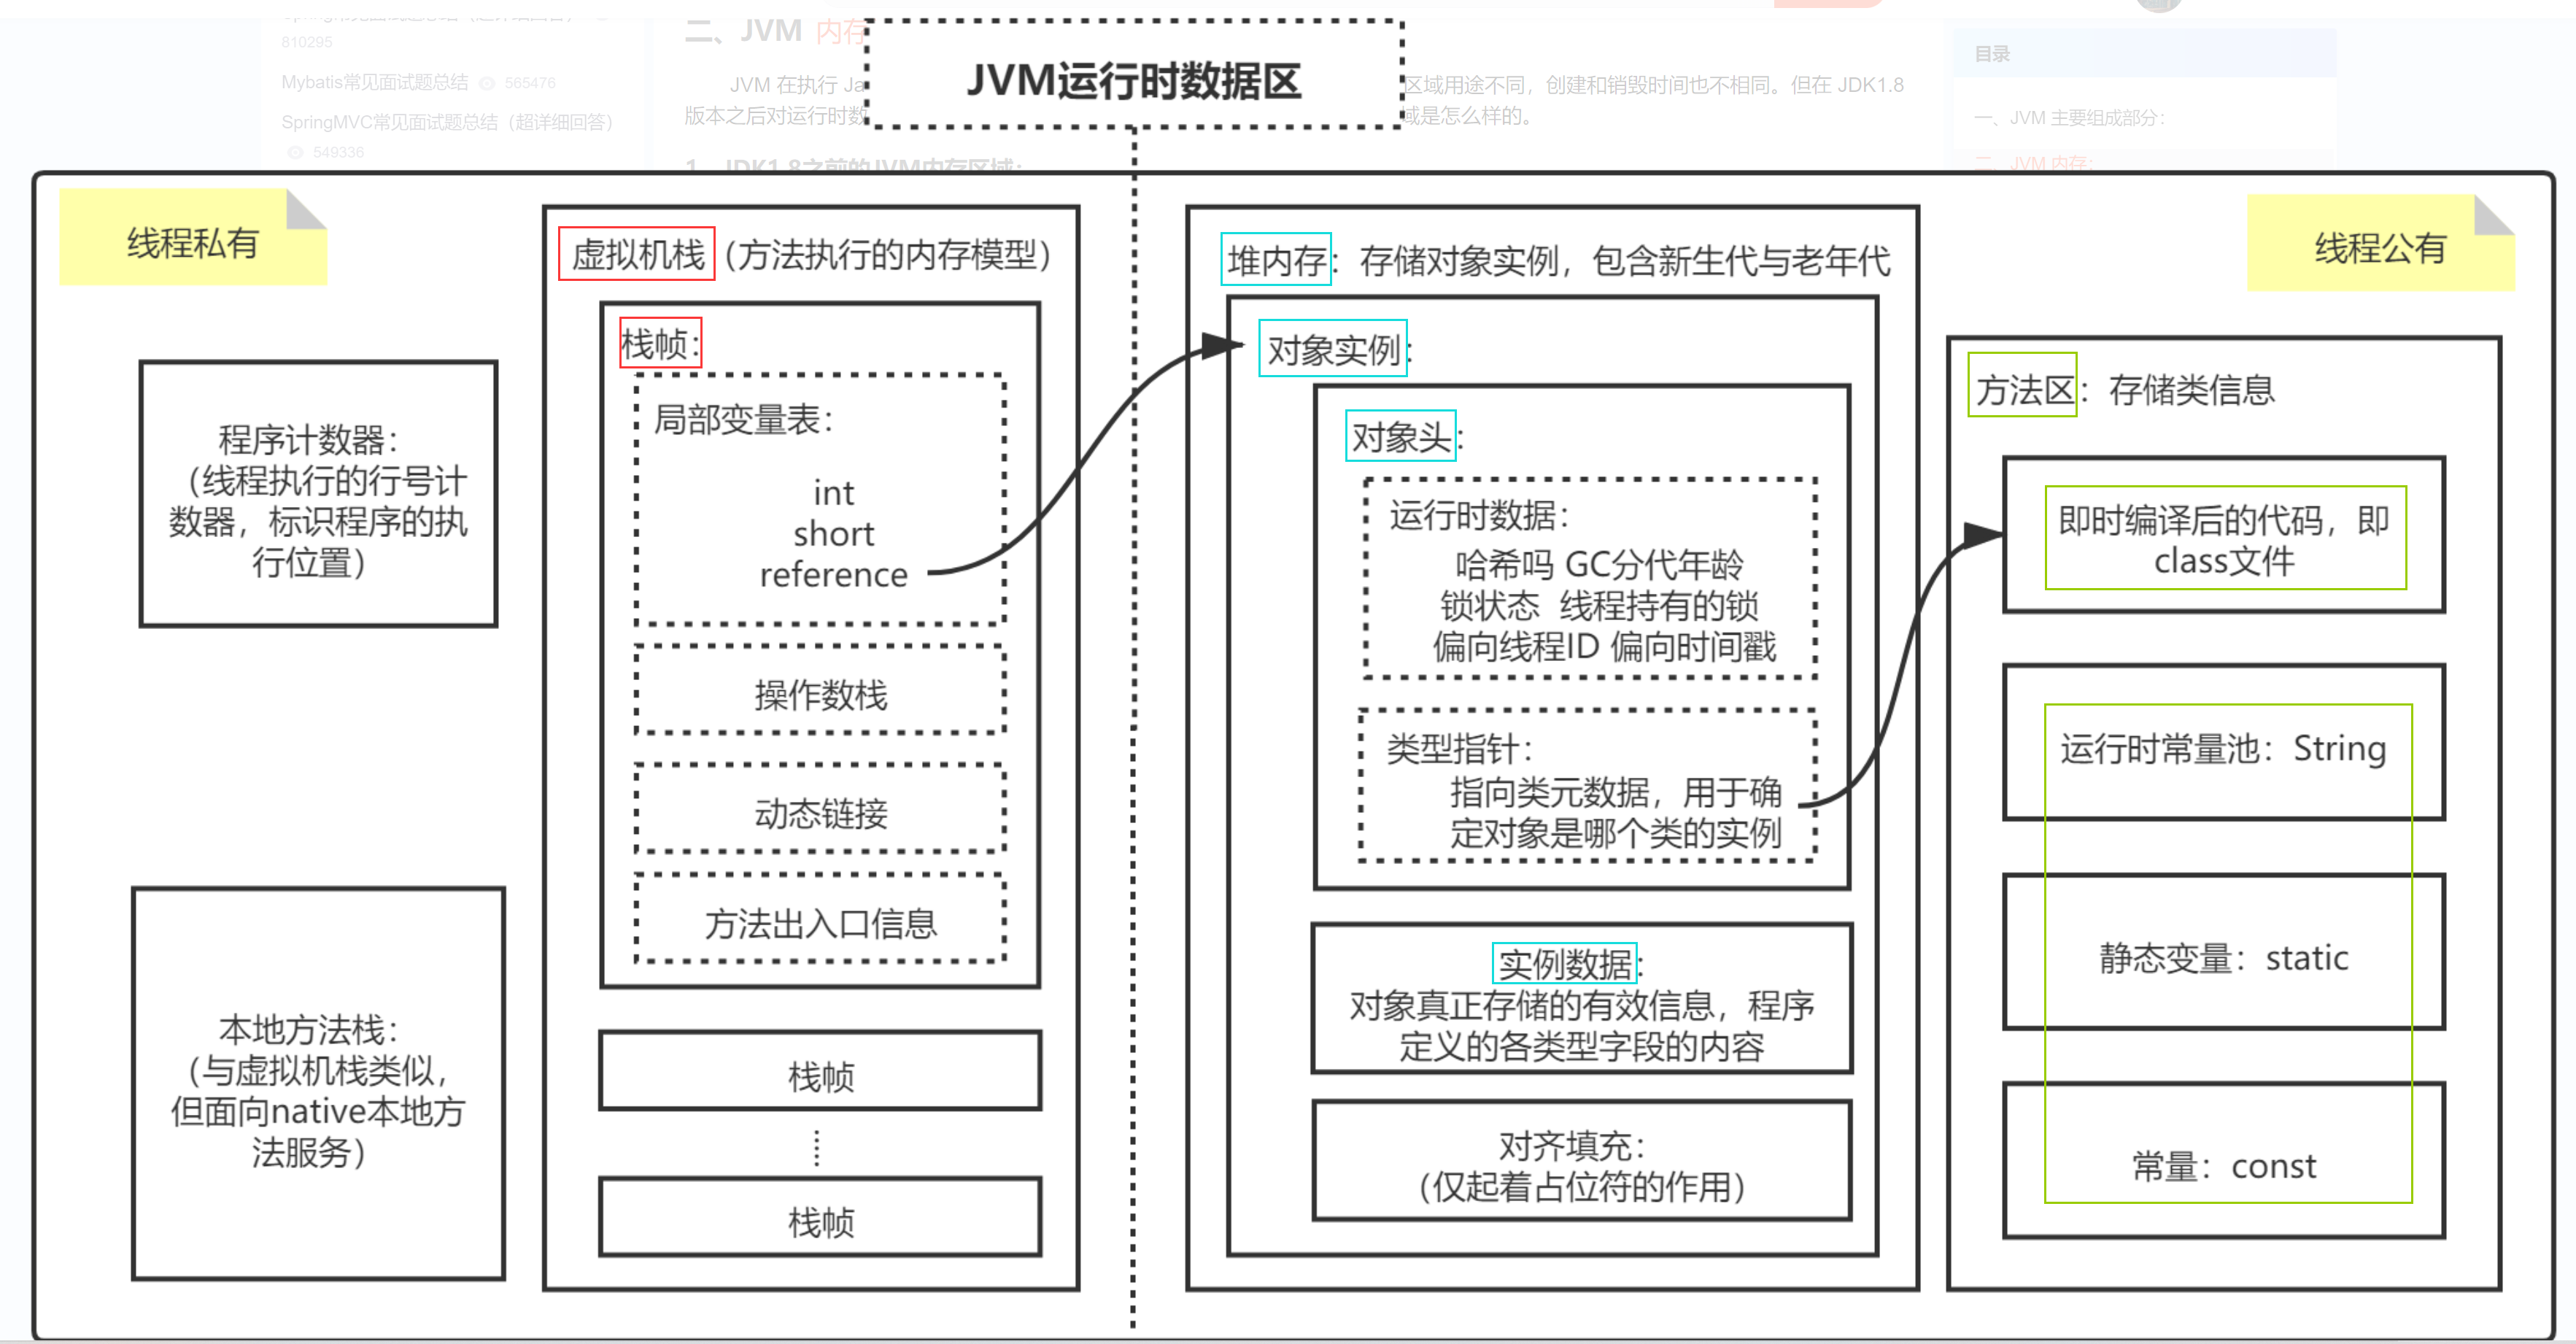 810295
Mybatis常见面试题总结 565476
SpringMVC常见面试题总结（超详细回答）
549336
二、JVM 内存
JVM 在执行 Ja
区域用途不同，创建和销毁时间也不相同。但在 JDK1.8
版本之后对运行时数
域是怎么样的。
1、JDK1.8之前的JVM内存区域：
目录
一、JVM 主要组成部分：
二、JVM 内存：
JVM运行时数据区
线程私有
程序计数器：
（线程执行的行号计
数器，标识程序的执
行位置）
本地方法栈：
（与虚拟机栈类似，
但面向native本地方
法服务）
虚拟机栈（方法执行的内存模型）
栈帧：
局部变量表：
int
short
reference
操作数栈
动态链接
方法出入口信息
栈帧
栈帧
堆内存：存储对象实例，包含新生代与老年代
对象实例：
对象头：
运行时数据：
哈希吗 GC分代年龄
锁状态 线程持有的锁
偏向线程ID 偏向时间戳
类型指针：
指向类元数据，用于确
定对象是哪个类的实例
实例数据：
对象真正存储的有效信息，程序
定义的各类型字段的内容
对齐填充：
（仅起着占位符的作用）
线程公有
方法区：存储类信息
即时编译后的代码，即
class文件
运行时常量池：String
静态变量：static
常量：const